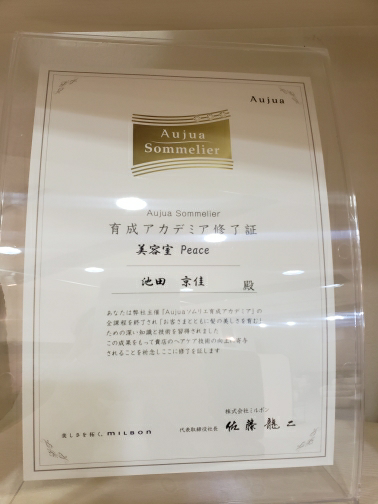 Aujua
Aujua
Sommelier
Aujua Sommelier
育成アカデミア修了証
美容室 Peace
池田 京佳 殿
あなたは弊社主催「Aujuaソムリエ育成アカデミア」の
全課程を終了され「お客さまとともに髪の美しさを育む」
ための深い知識と技術を習得されました
この成果をもって貴店のヘアケア技術の向上に寄与
されることを祈念しここに修了を証します
株式会社ミルボン
美しさを拓く。 MILBON 代表取締役社長 佐藤 龍二